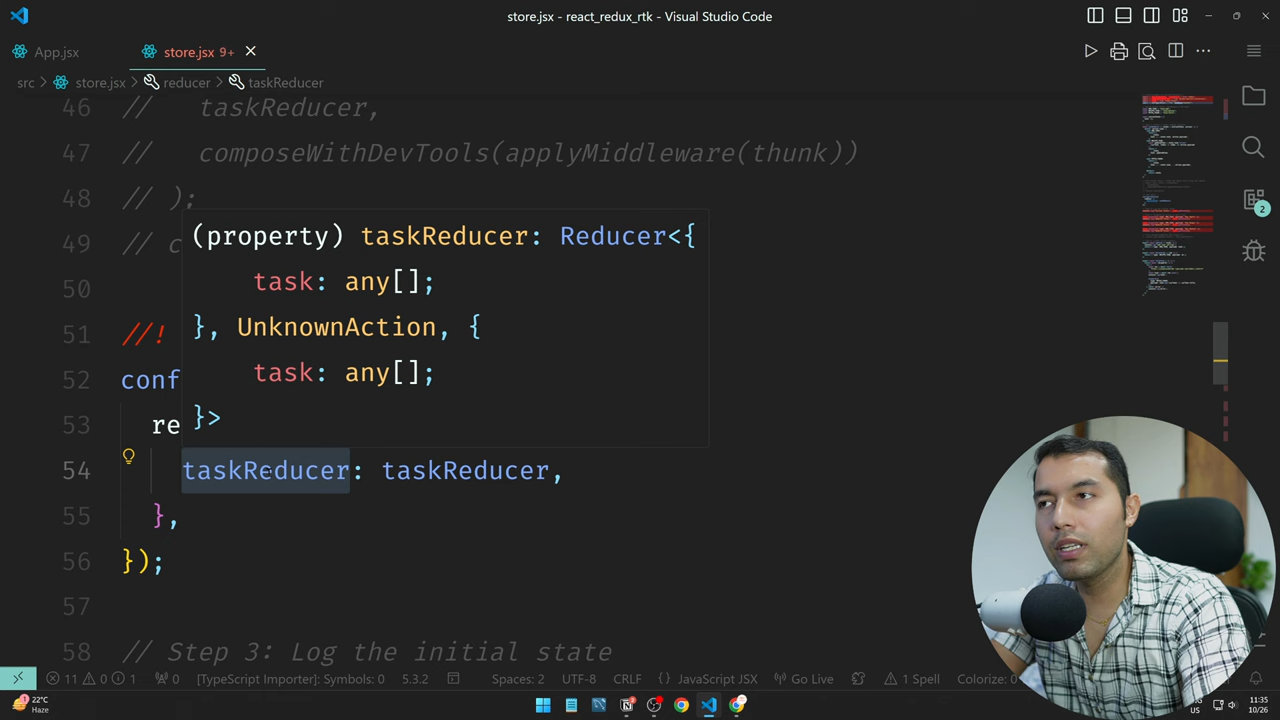 store.jsx - react_redux_rtk - Visual Studio Code
App.jsx
store.jsx 9+
src > store.jsx > reducer > taskReducer
46 // taskReducer,
47 // composeWithDevTools(applyMiddleware(thunk))
48 // );
49 // c
50
51 //!
52 conf
53 re
54 taskReducer: taskReducer,
55 },
56 });
57
58 // Step 3: Log the initial state
(property) taskReducer: Reducer<{
task: any[];
}, UnknownAction, {
task: any[];
}>
2
11 0 1 0 [TypeScript Importer]: Symbols: 0 5.3.2 Spaces: 2 UTF-8 CRLF {} JavaScript JSX Go Live 1 Spell Colorize: 0
22°C
Haze
US
11:35
10/26